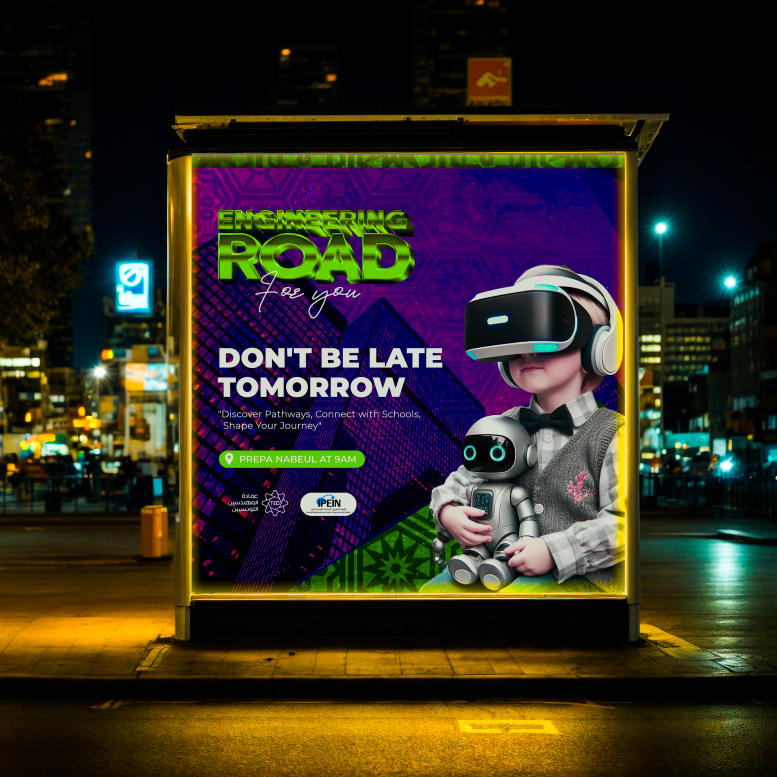 ENGINEERING
ROAD
For you
DON'T BE LATE
TOMORROW
"Discover Pathways, Connect with Schools,
Shape Your Journey"
PREPA NABEUL AT 9AM
عمادة
المهندسين
التونسيين
IPEIN